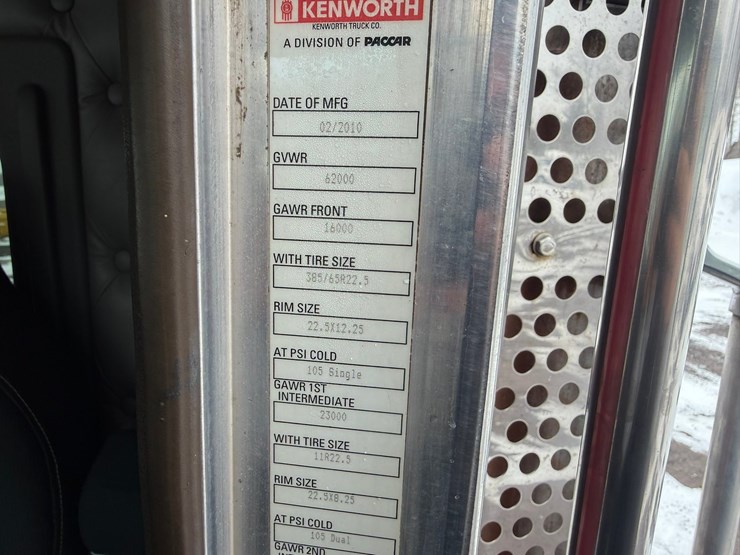 KENWORTH
KENWORTH TRUCK CO.
A DIVISION OF PACCAR
DATE OF MFG
02/2010
GVWR
62000
GAWR FRONT
16000
WITH TIRE SIZE
385/65R22.5
RIM SIZE
22.5X12.25
AT PSI COLD
105 Single
GAWR 1ST
INTERMEDIATE
23000
WITH TIRE SIZE
11R22.5
RIM SIZE
22.5X8.25
AT PSI COLD
105 Dual
GAWR 2ND